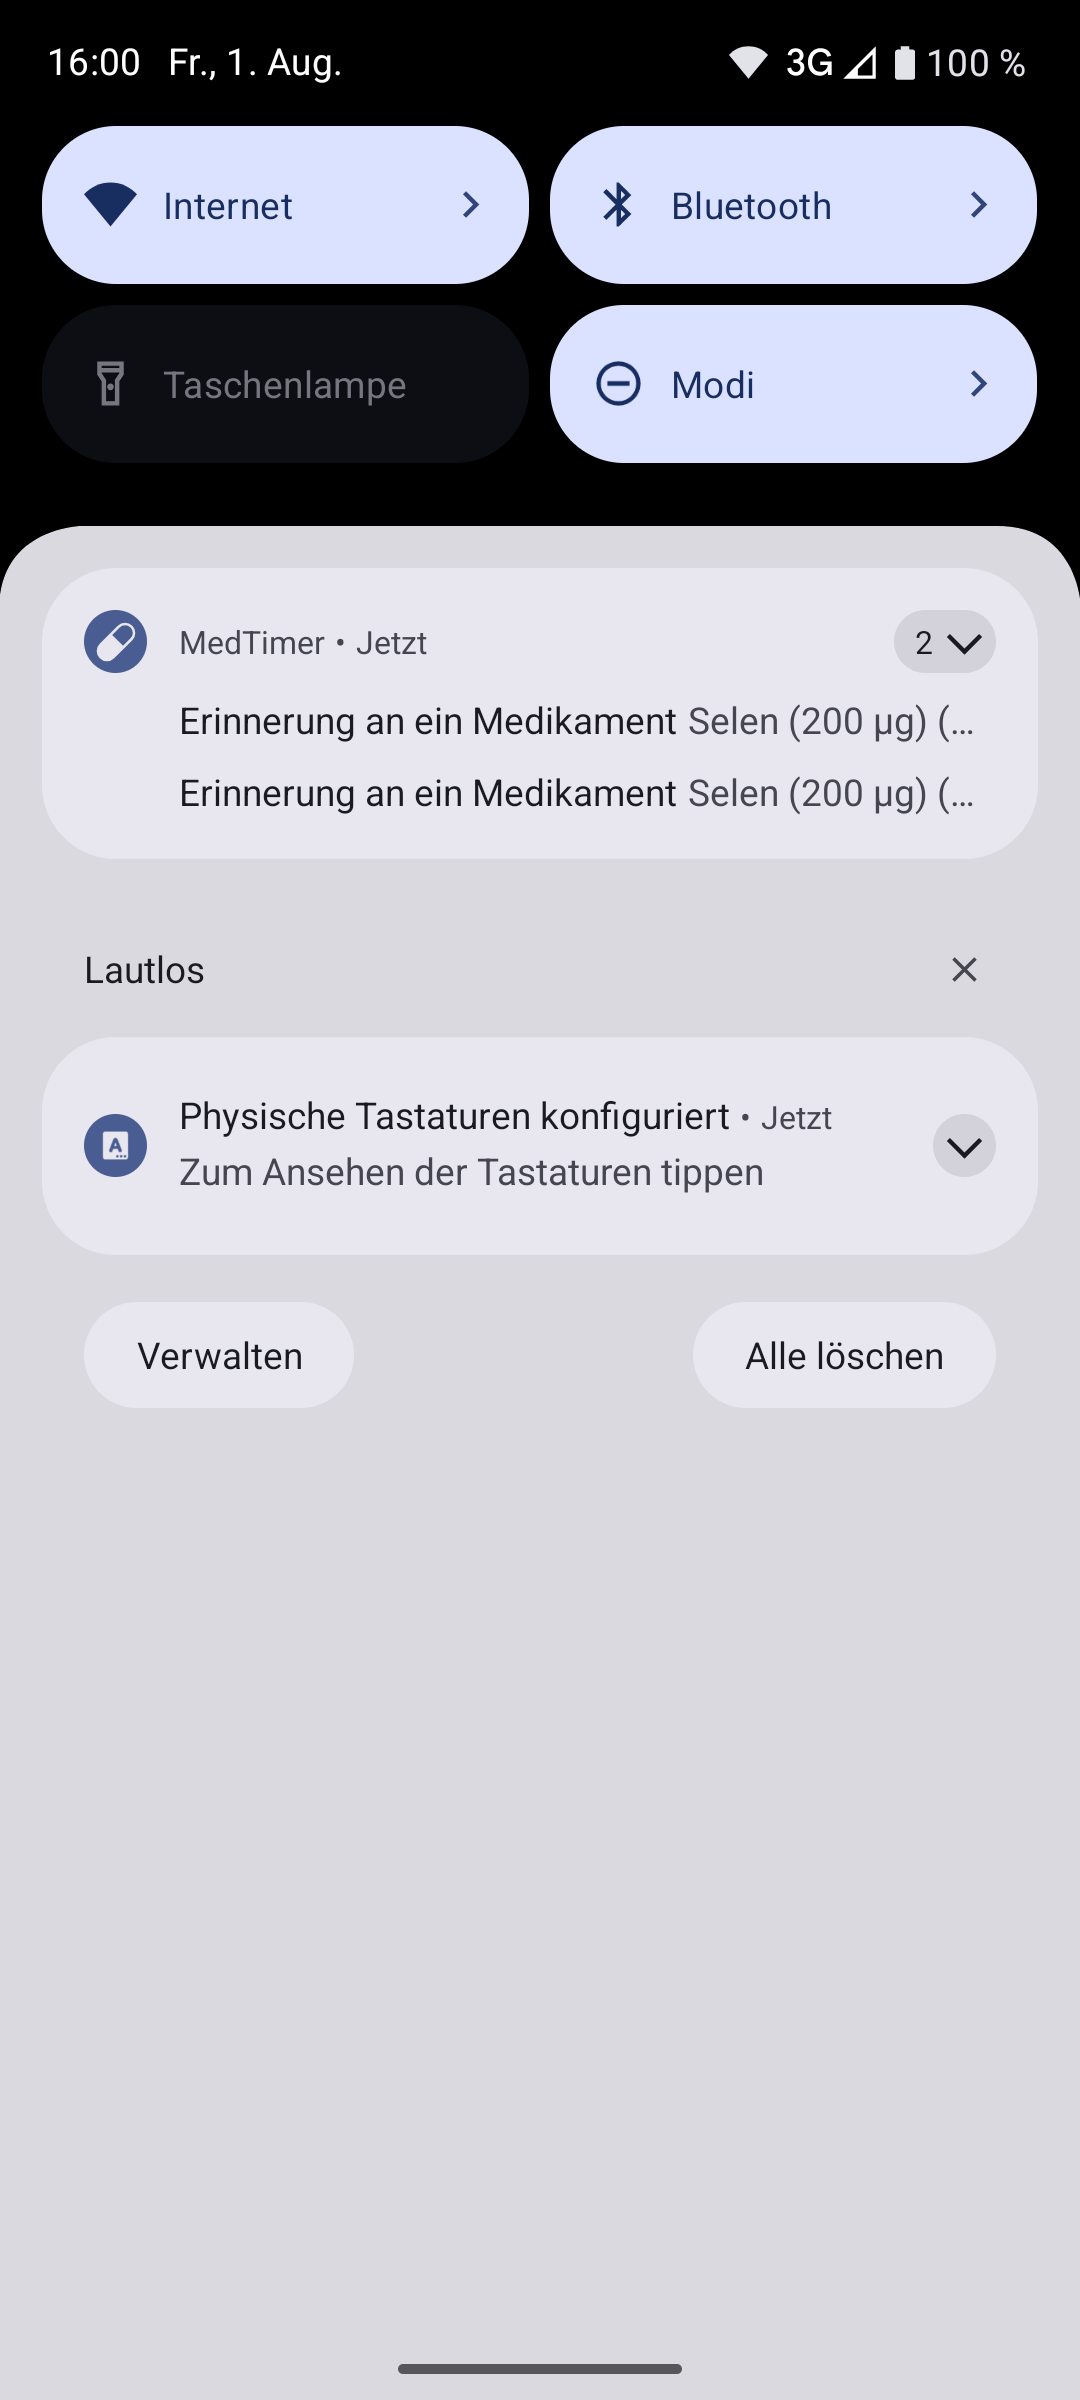 16:00 Fr., 1. Aug. 3G 100 %
Internet Bluetooth
Taschenlampe Modi
MedTimer • Jetzt 2
Erinnerung an ein Medikament Selen (200 µg) (…
Erinnerung an ein Medikament Selen (200 µg) (…
Lautlos
Physische Tastaturen konfiguriert • Jetzt
Zum Ansehen der Tastaturen tippen
Verwalten Alle löschen